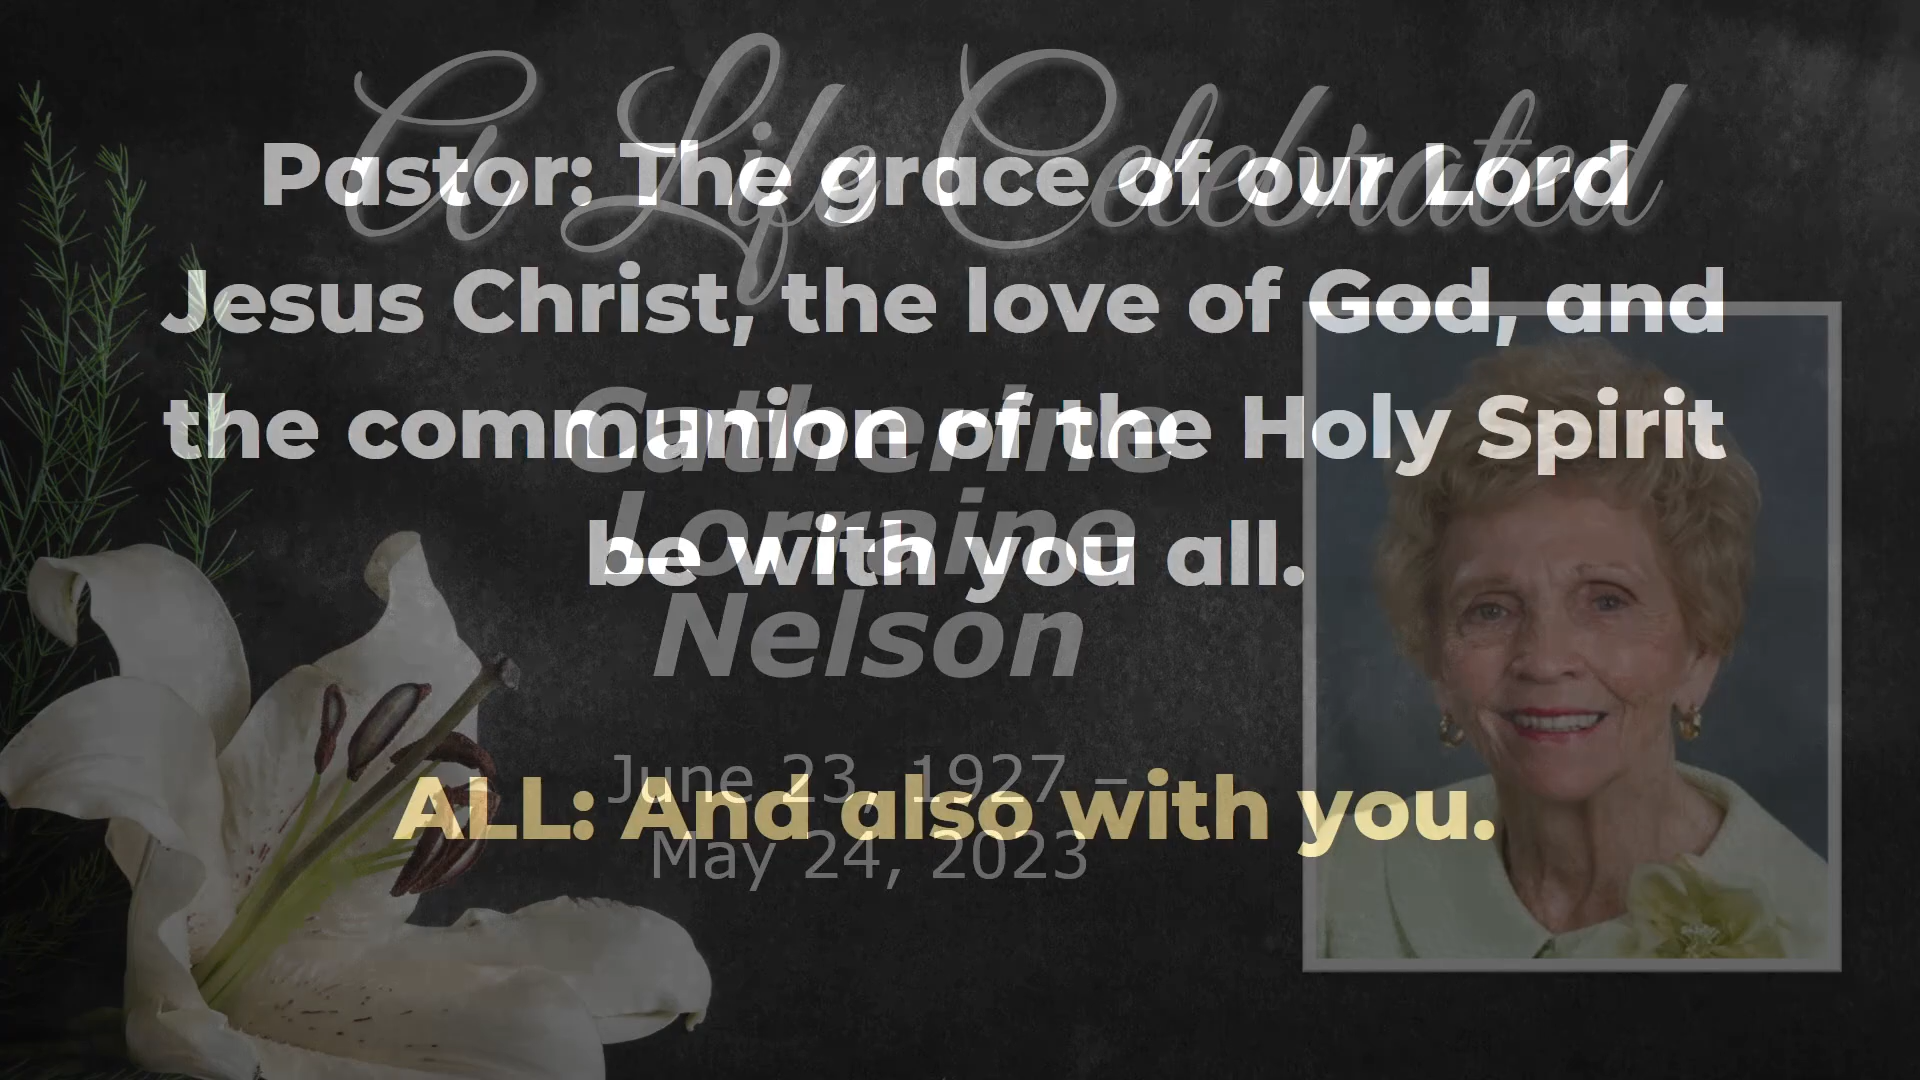 A Life Celebrated
Catherine
Lorraine
Nelson
June 23, 1927 –
May 24, 2023
Pastor: The grace of our Lord
Jesus Christ, the love of God, and
the communion of the Holy Spirit
be with you all.
ALL: And also with you.